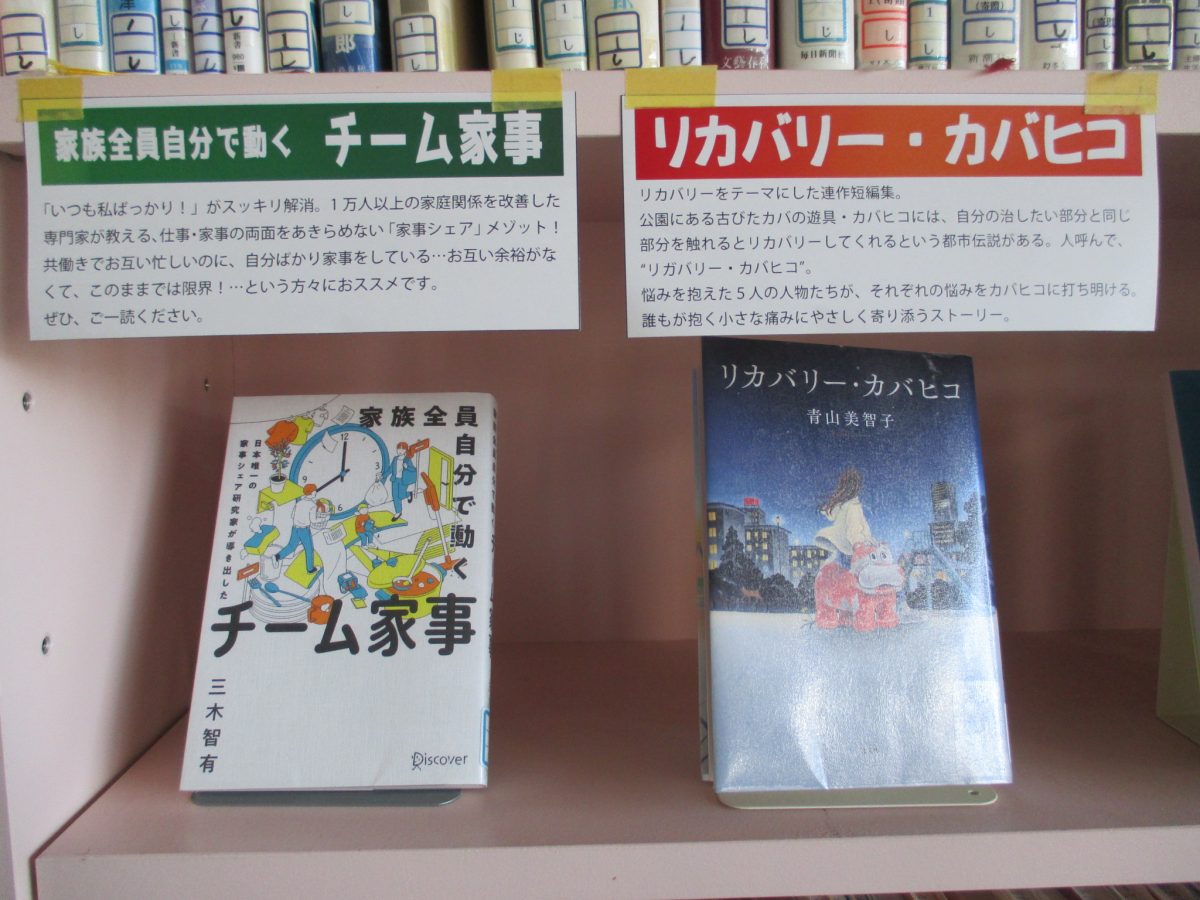 家族全員自分で動く チーム家事
「いつも私ばっかり!」がスッキリ解消。1万人以上の家庭関係を改善した
専門家が教える、仕事・家事の両面をあきらめない「家事シェア」メゾット!
共働きでお互い忙しいのに、自分ばかり家事をしている…お互い余裕がな
くて、このままでは限界!…という方々におススメです。
ぜひ、ご一読ください。
リカバリー・カバヒコ
リカバリーをテーマにした連作短編集。
公園にある古びたカバの遊具・カバヒコには、自分の治したい部分と同じ
部分を触れるとリカバリーしてくれるという都市伝説がある。人呼んで、
“リガバリー・カバヒコ”。
悩みを抱えた5人の人物たちが、それぞれの悩みをカバヒコに打ち明ける。
誰もが抱く小さな痛みにやさしく寄り添うストーリー。
家族全員
自分で動く
日本唯一の
家事シェア研究家が導き出した
チーム家事
三木智有
Discover
リカバリー・カバヒコ
青山美智子
毎日新聞
文藝春秋